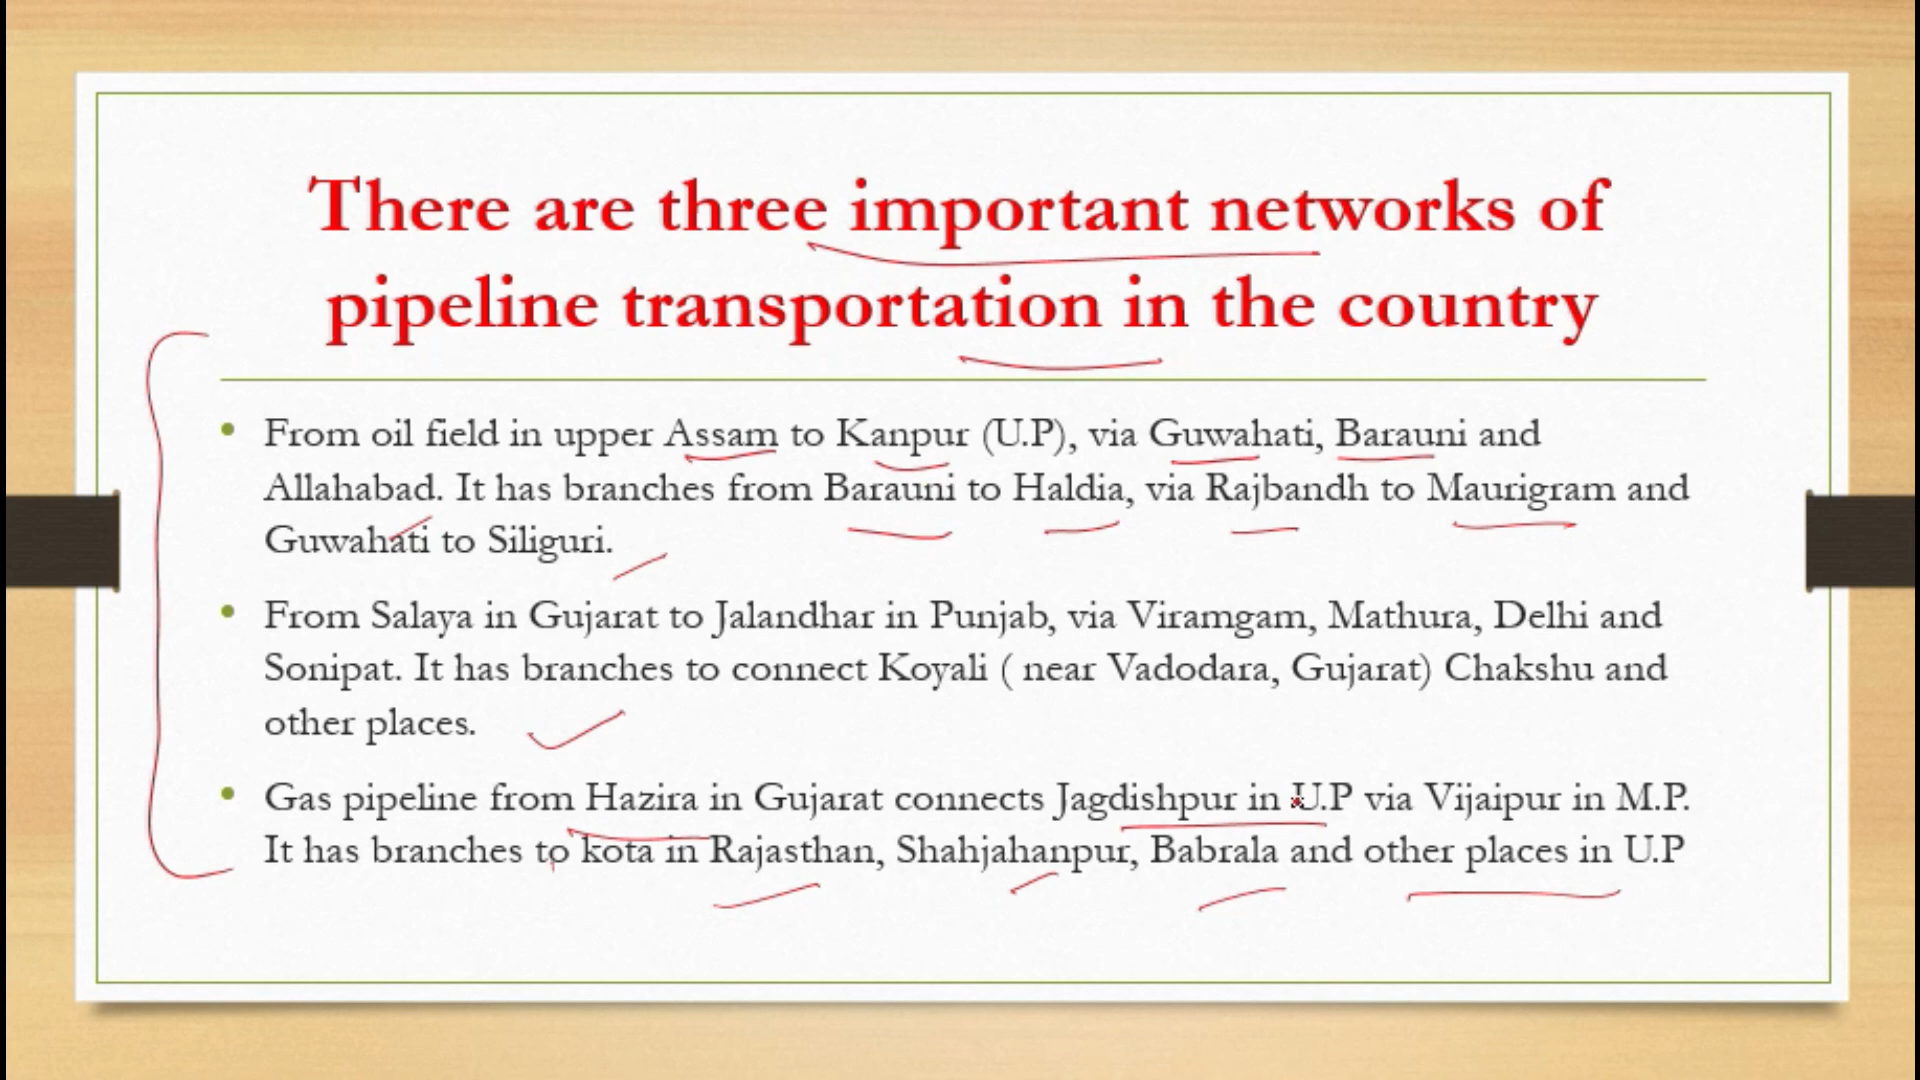 There are three important networks of
pipeline transportation in the country
• From oil field in upper Assam to Kanpur (U.P), via Guwahati, Barauni and
Allahabad. It has branches from Barauni to Haldia, via Rajbandh to Maurigram and
Guwahati to Siliguri.
• From Salaya in Gujarat to Jalandhar in Punjab, via Viramgam, Mathura, Delhi and
Sonipat. It has branches to connect Koyali ( near Vadodara, Gujarat) Chakshu and
other places.
• Gas pipeline from Hazira in Gujarat connects Jagdishpur in U.P via Vijaipur in M.P.
It has branches to kota in Rajasthan, Shahjahanpur, Babrala and other places in U.P